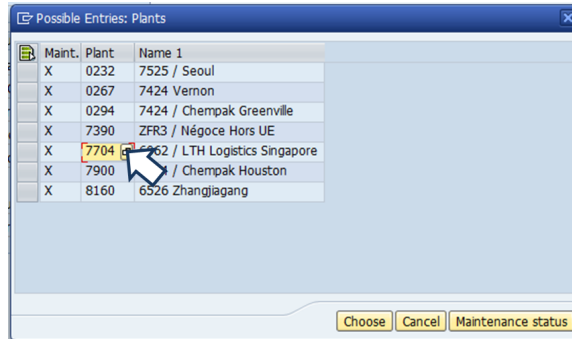 Possible Entries: Plants
Maint. Plant Name 1
X 0232 7525 / Seoul
X 0267 7424 Vernon
X 0294 7424 / Chempak Greenville
X 7390 ZFR3 / Négoce Hors UE
X 7704 / LTH Logistics Singapore
X 7900 / Chempak Houston
X 8160 6526 Zhangjiagang
Choose Cancel Maintenance status